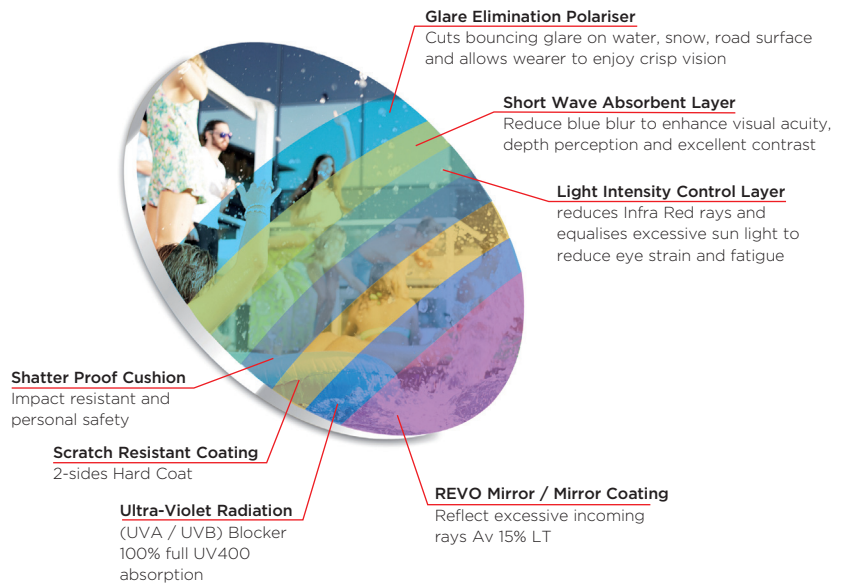 Glare Elimination Polariser
Cuts bouncing glare on water, snow, road surface
and allows wearer to enjoy crisp vision
Short Wave Absorbent Layer
Reduce blue blur to enhance visual acuity,
depth perception and excellent contrast
Light Intensity Control Layer
reduces Infra Red rays and
equalises excessive sun light to
reduce eye strain and fatigue
Shatter Proof Cushion
Impact resistant and
personal safety
Scratch Resistant Coating
2-sides Hard Coat
Ultra-Violet Radiation
(UVA / UVB) Blocker
100% full UV400
absorption
REVO Mirror / Mirror Coating
Reflect excessive incoming
rays Av 15% LT